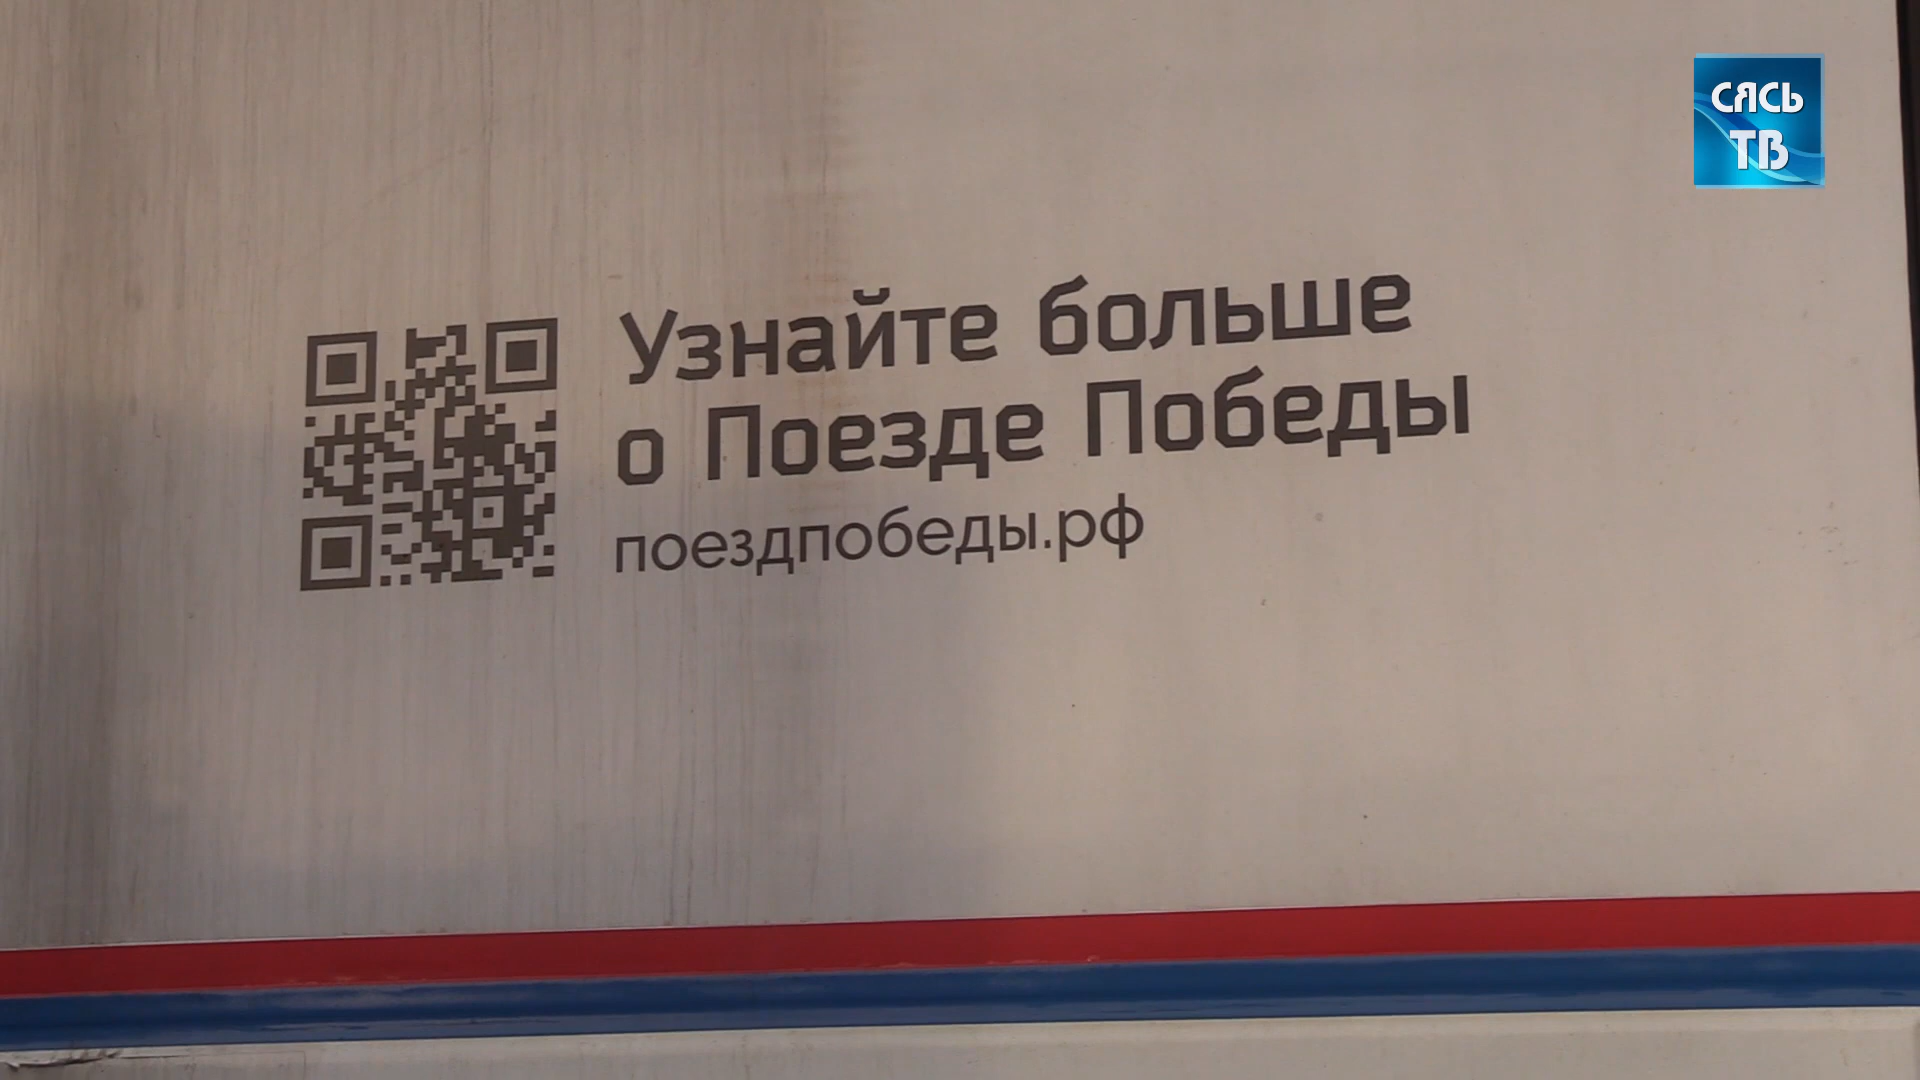 СЯСЬ
ТВ
Узнайте больше
о Поезде Победы
поездпобеды.рф